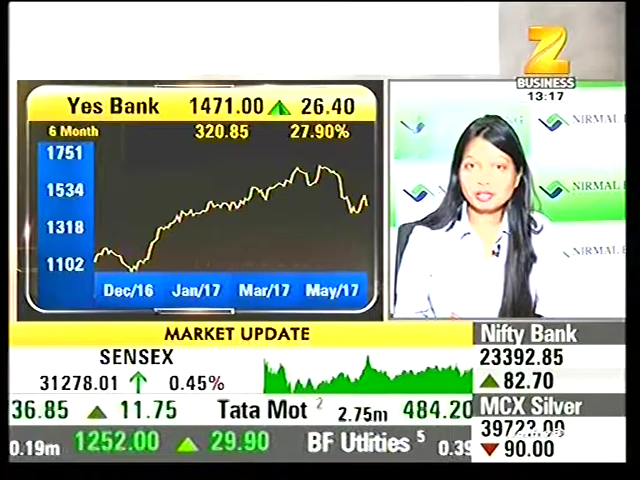 Z
BUSINESS
13:17
Yes Bank 1471.00 26.40
6 Month 320.85 27.90%
1751
1534
1318
1102
Dec/16 Jan/17 Mar/17 May/17
NIRMAL
NIRMAL
NIRMAL
MARKET UPDATE
SENSEX
31278.01 0.45%
Nifty Bank
23392.85
82.70
MCX Silver
90.00
36.85 11.75 Tata Mot 2 2.75m 484.20
0.19m 1252.00 29.90 BF Utlities 5 0.39